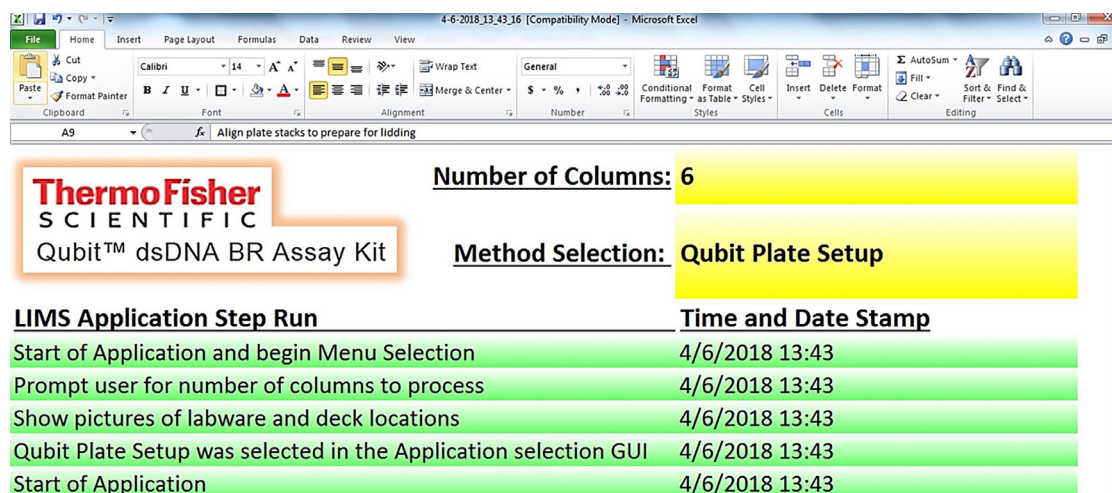 4-6-2018_13_43_16 [Compatibility Mode] - Microsoft Excel
File Home Insert Page Layout Formulas Data Review View
Paste
Cut
Copy
Format Painter
Clipboard
Calibri 14
B I U
Font
Wrap Text
Merge & Center
Alignment
General
$ % ,
Number
Conditional Formatting
Format as Table
Cell Styles
Styles
Insert Delete Format
Cells
Σ AutoSum
Fill
Clear
Sort & Filter
Find & Select
Editing
A9 fx Align plate stacks to prepare for lidding
ThermoFisher
SCIENTIFIC
Qubit™ dsDNA BR Assay Kit
Number of Columns: 6
Method Selection: Qubit Plate Setup
LIMS Application Step Run Time and Date Stamp
Start of Application and begin Menu Selection 4/6/2018 13:43
Prompt user for number of columns to process 4/6/2018 13:43
Show pictures of labware and deck locations 4/6/2018 13:43
Qubit Plate Setup was selected in the Application selection GUI 4/6/2018 13:43
Start of Application 4/6/2018 13:43